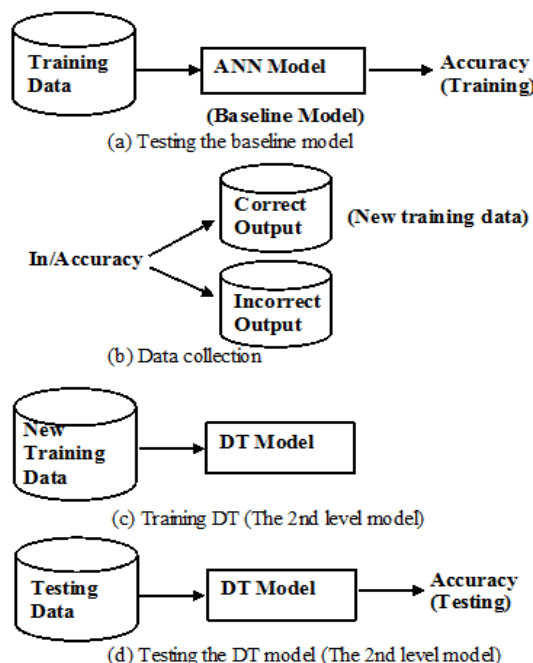 Training
Data
ANN Model
Accuracy
(Training)
(Baseline Model)
(a) Testing the baseline model
Correct
Output
(New training data)
In/Accuracy
Incorrect
Output
(b) Data collection
New
Training
Data
DT Model
(c) Training DT (The 2nd level model)
Testing
Data
DT Model
Accuracy
(Testing)
(d) Testing the DT model (The 2nd level model)